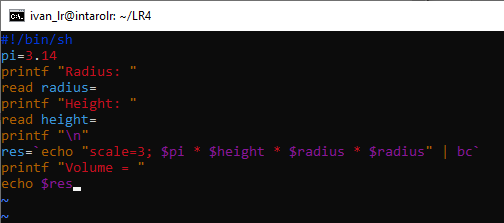 ivan_lr@intarolr: ~/LR4
#!/bin/sh
pi=3.14
printf "Radius: "
read radius=
printf "Height: "
read height=
printf "\n"
res=`echo "scale=3; $pi * $height * $radius * $radius" | bc`
printf "Volume = "
echo $res
~
~